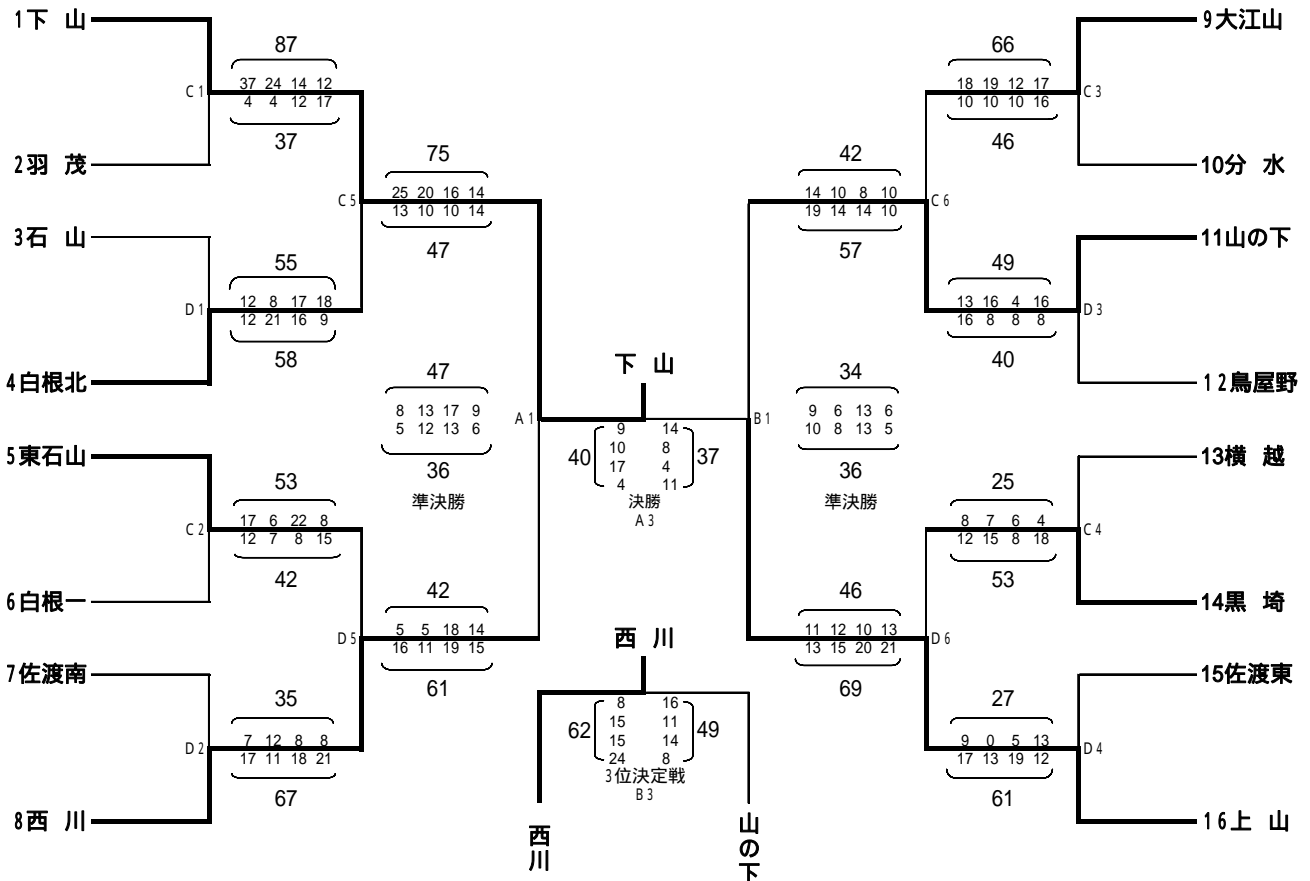 1下 山
87
C1
37 24 14 12
4 4 12 17
37
2羽 茂
75
C5
25 20 16 14
13 10 10 14
47
3石 山
55
D1
12 8 17 18
12 21 16 9
58
4白根北
47
8 13 17 9
5 12 13 6
36
準決勝
A1
5東石山
53
C2
17 6 22 8
12 7 8 15
42
6白根一
42
D5
5 5 18 14
16 11 19 15
61
7佐渡南
35
D2
7 12 8 8
17 11 18 21
67
8西 川
下 山
9 14
10 8
40 37
17 4
4 11
決勝
A3
西 川
8 16
15 11
62 49
15 14
24 8
3位決定戦
B3
西川
山の下
9大江山
66
18 19 12 17
10 10 10 16
C3
46
10分 水
42
14 10 8 10
19 14 14 10
C6
57
11山の下
49
13 16 4 16
16 8 8 8
D3
40
12鳥屋野
34
B1
9 6 13 6
10 8 13 5
36
準決勝
13横 越
25
8 7 6 4
12 15 8 18
C4
53
14黒 埼
46
11 12 10 13
13 15 20 21
D6
69
15佐渡東
27
9 0 5 13
17 13 19 12
D4
61
16上 山